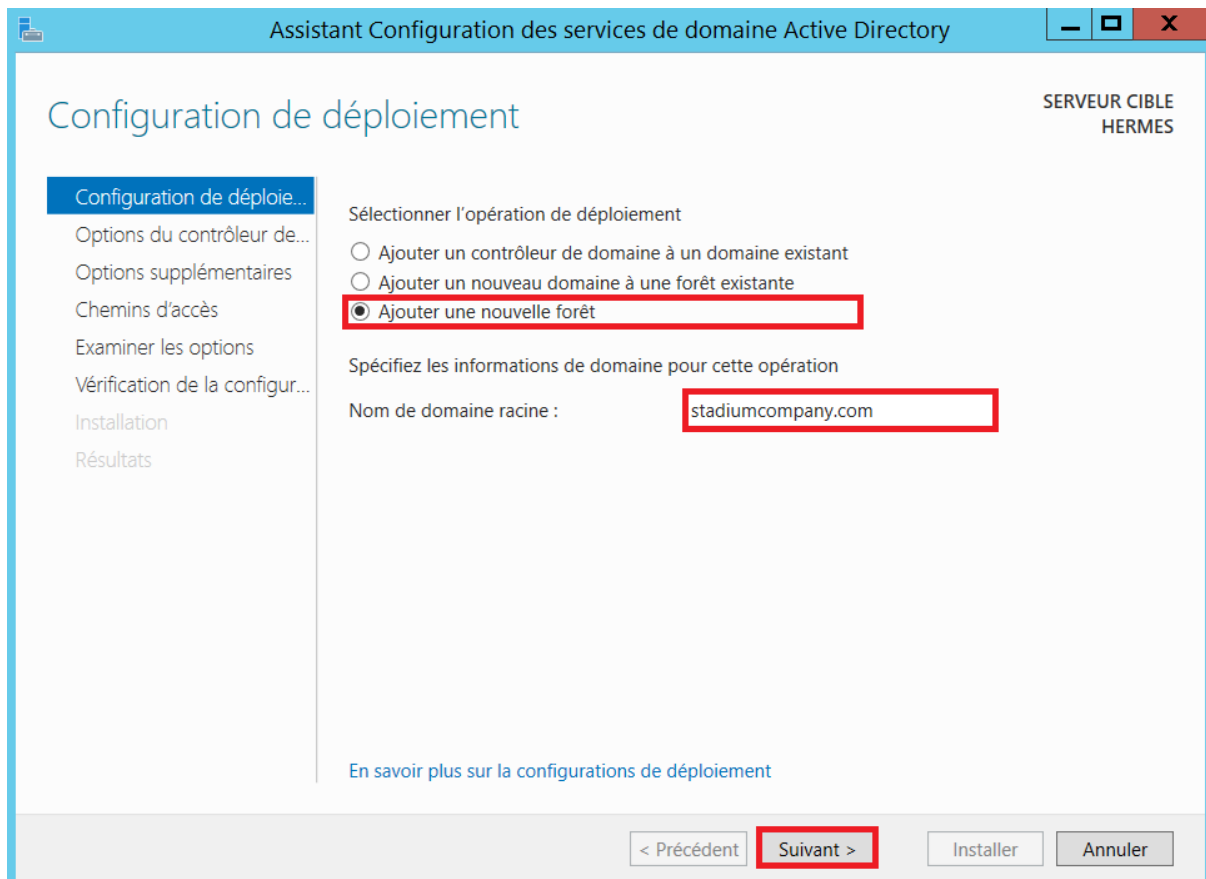 Assistant Configuration des services de domaine Active Directory
Configuration de déploiement
SERVEUR CIBLE
HERMES
Configuration de déploie...
Options du contrôleur de...
Options supplémentaires
Chemins d'accès
Examiner les options
Vérification de la configur...
Installation
Résultats
Sélectionner l'opération de déploiement
Ajouter un contrôleur de domaine à un domaine existant
Ajouter un nouveau domaine à une forêt existante
Ajouter une nouvelle forêt
Spécifiez les informations de domaine pour cette opération
Nom de domaine racine : stadiumcompany.com
En savoir plus sur la configurations de déploiement
< Précédent Suivant > Installer Annuler